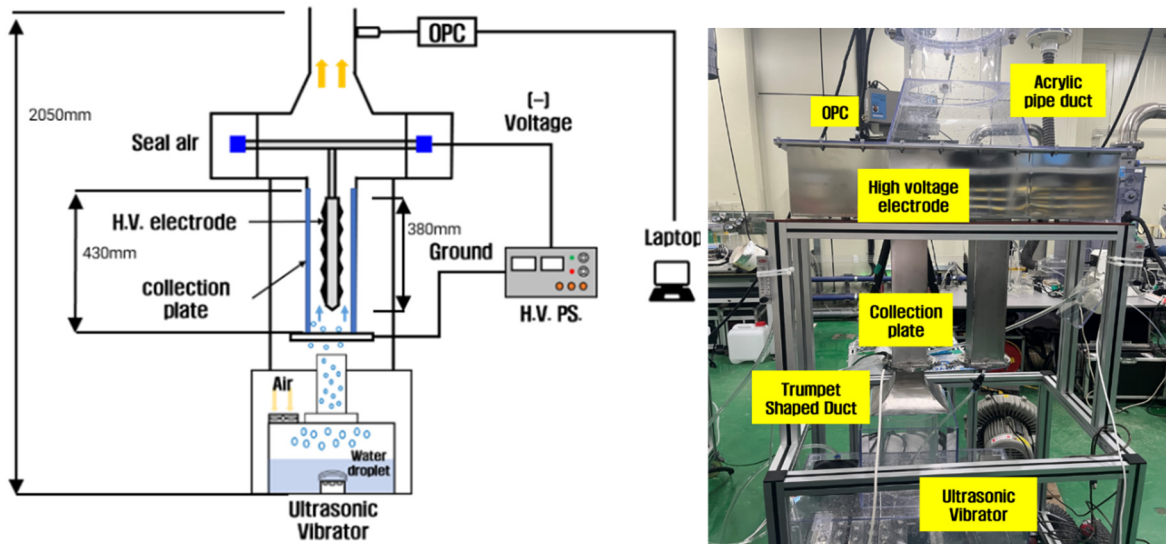 OPC
2050mm
(-)
Voltage
Seal air
H.V. electrode
430mm
380mm
Ground
collection
plate
Laptop
H.V. PS.
Air
Water
droplet
Ultrasonic
Vibrator
OPC
Acrylic
pipe duct
High voltage
electrode
Collection
plate
Trumpet
Shaped Duct
Ultrasonic
Vibrator